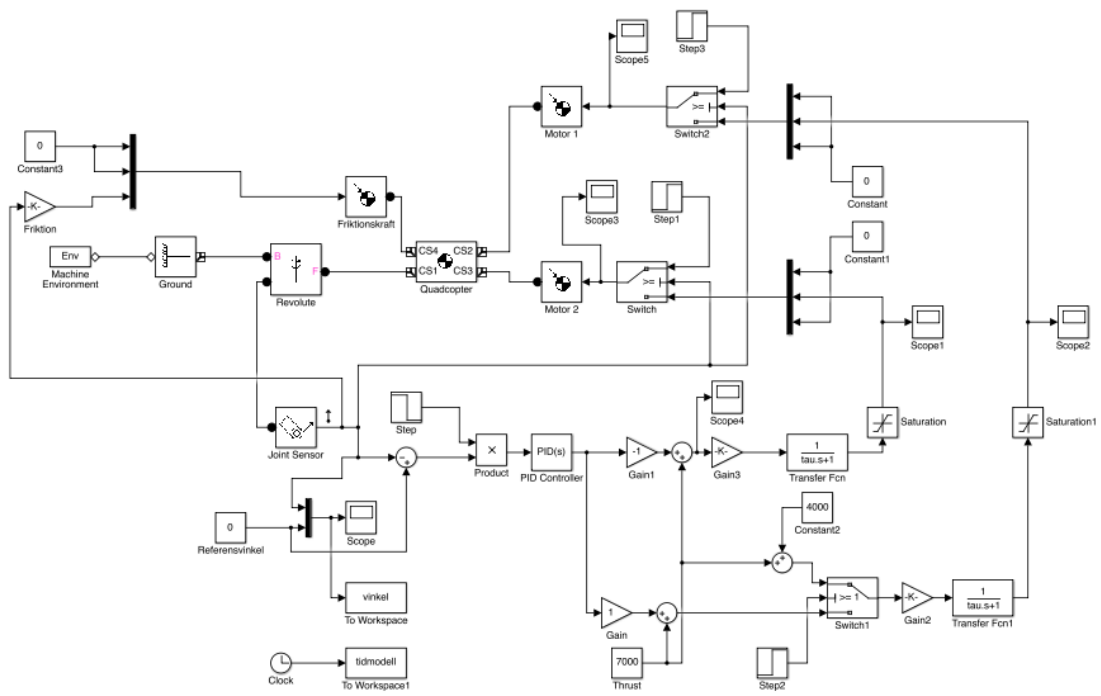 Scope5
Step3
Motor 1
>=
Switch2
0
Constant3
-K-
Friktion
0
Constant
Friktionskraft
Scope3
Step1
0
Constant1
Env
Machine
Environment
Ground
B
F
Revolute
CS4
CS2
CS1
CS3
Quadcopter
Motor 2
>=
Switch
Scope1
Scope2
Scope4
Step
Saturation
Saturation1
Joint Sensor
×
Product
PID(s)
PID Controller
-1
Gain1
-K-
Gain3
1
tau.s+1
Transfer Fcn
0
Referensvinkel
Scope
4000
Constant2
vinkel
To Workspace
1
Gain
>= 1
Switch1
-K-
Gain2
1
tau.s+1
Transfer Fcn1
Clock
tidmodell
To Workspace1
7000
Thrust
Step2